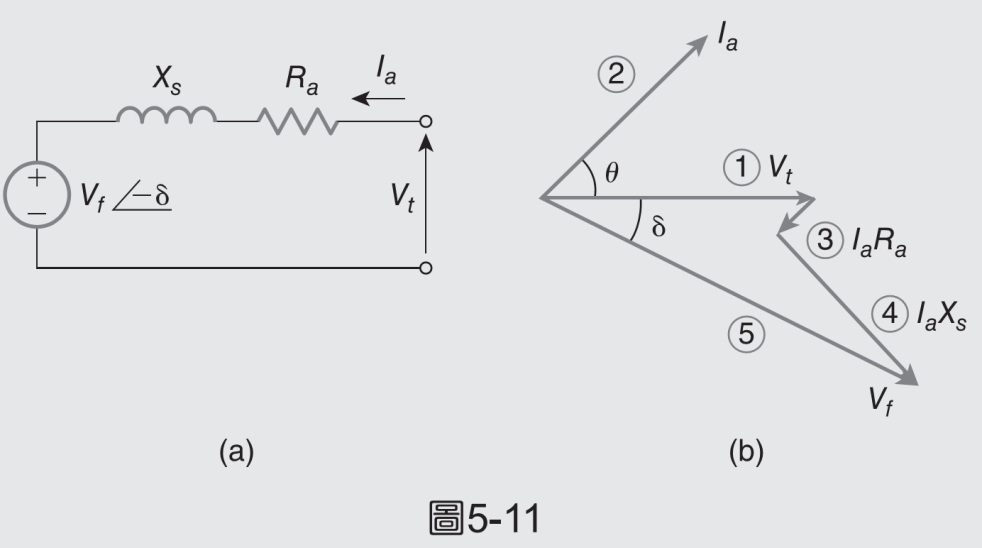 X_s
R_a
I_a
+
−
V_f ∠−δ
V_t
(a)
I_a
②
θ
① V_t
δ
③ I_aR_a
④ I_aX_s
⑤
V_f
(b)
圖5-11